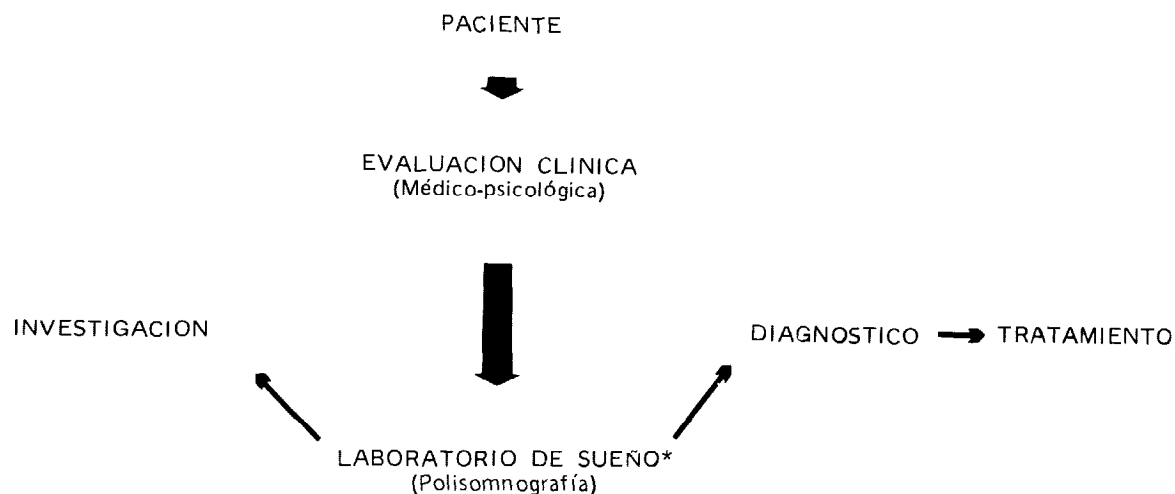 PACIENTE
EVALUACION CLINICA
(Médico-psicológica)
INVESTIGACION
DIAGNOSTICO
TRATAMIENTO
LABORATORIO DE SUEÑO*
(Polisomnografía)